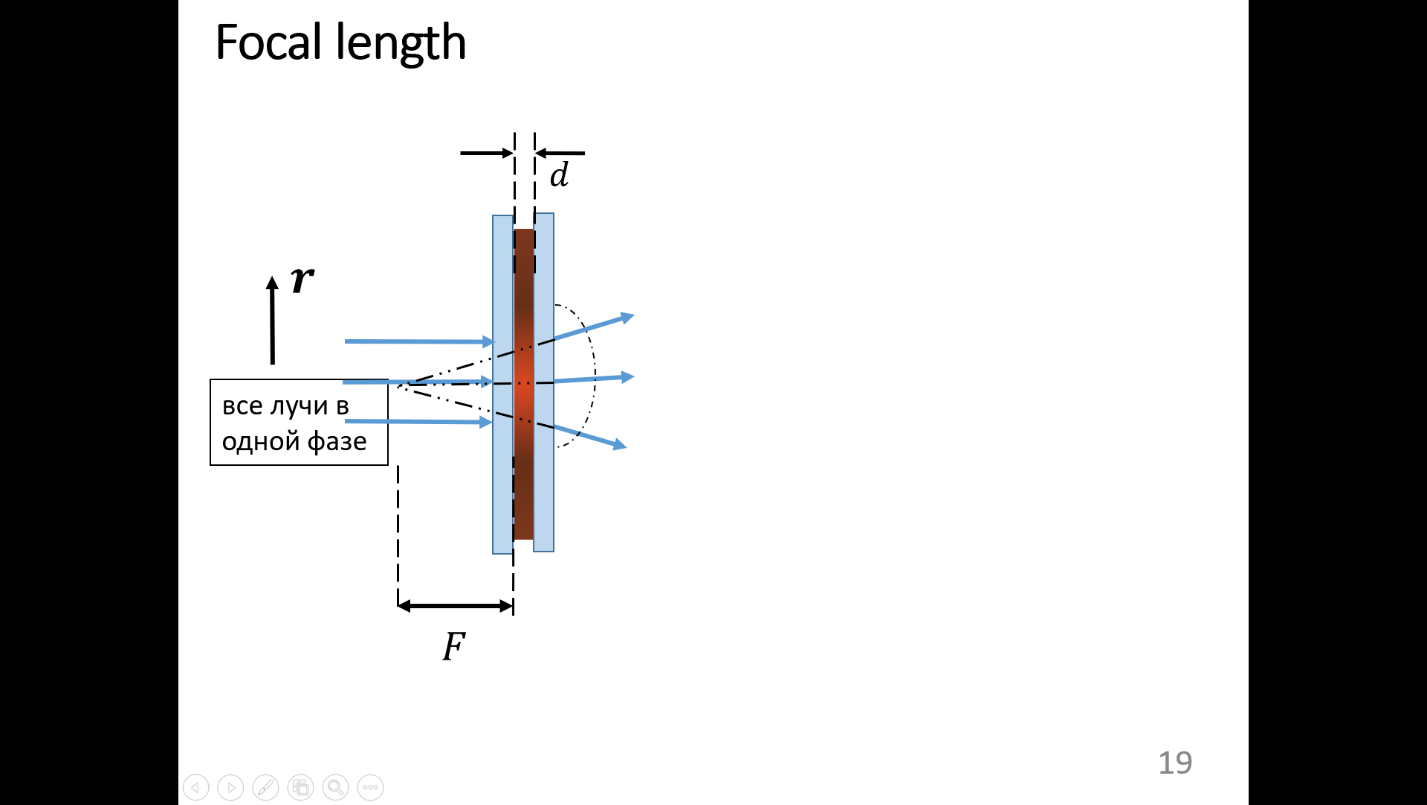 Focal length
d
r
все лучи в
одной фазе
F
19